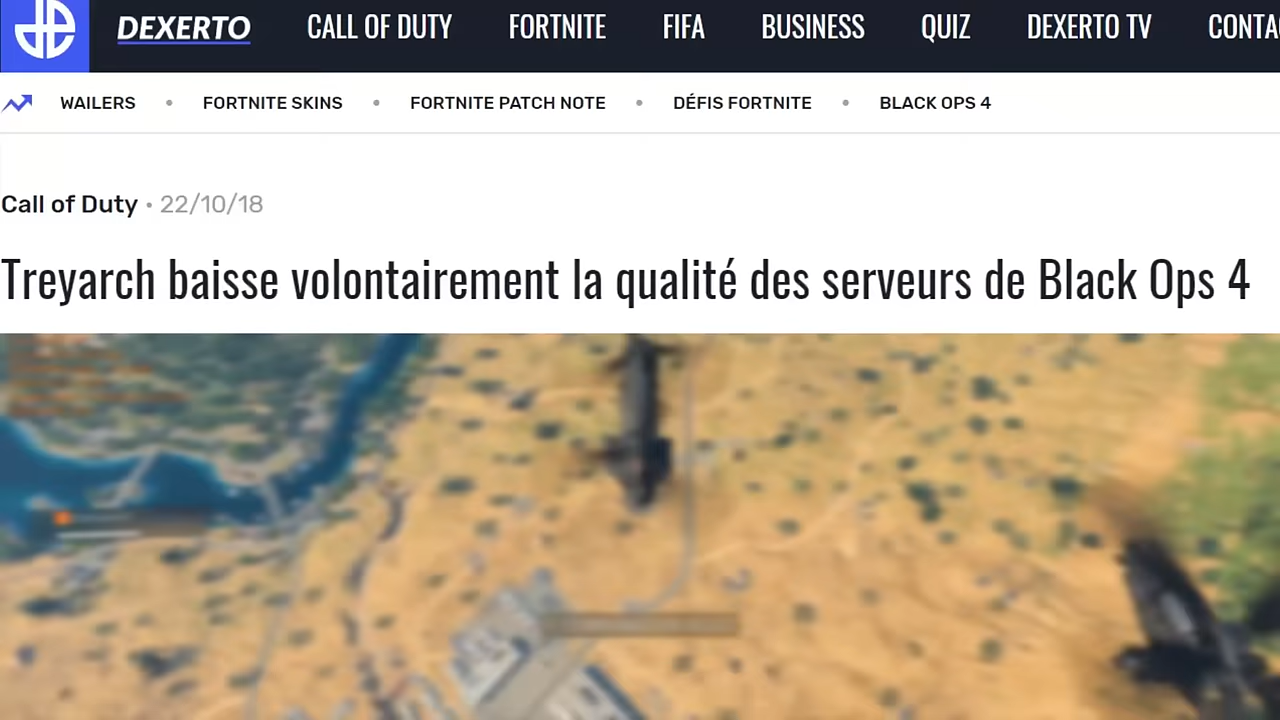 DEXERTO CALL OF DUTY FORTNITE FIFA BUSINESS QUIZ DEXERTO TV CONTA
WAILERS • FORTNITE SKINS • FORTNITE PATCH NOTE • DÉFIS FORTNITE • BLACK OPS 4
Call of Duty • 22/10/18
Treyarch baisse volontairement la qualité des serveurs de Black Ops 4